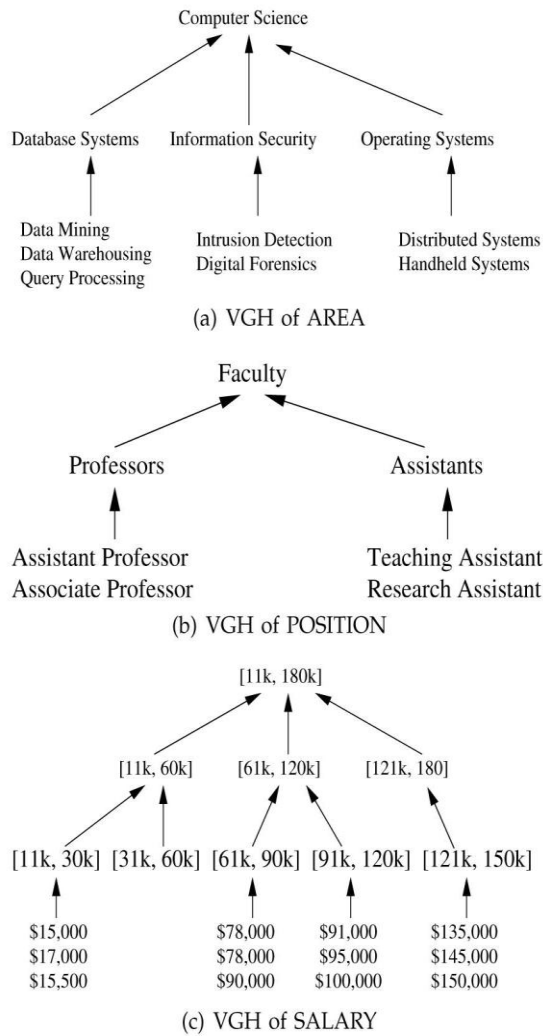 Computer Science
Database Systems Information Security Operating Systems
Data Mining
Data Warehousing
Query Processing
Intrusion Detection
Digital Forensics
Distributed Systems
Handheld Systems
(a) VGH of AREA
Faculty
Professors Assistants
Assistant Professor
Associate Professor
Teaching Assistant
Research Assistant
(b) VGH of POSITION
[11k, 180k]
[11k, 60k] [61k, 120k] [121k, 180]
[11k, 30k] [31k, 60k] [61k, 90k] [91k, 120k] [121k, 150k]
$15,000 $78,000 $91,000 $135,000
$17,000 $78,000 $95,000 $145,000
$15,500 $90,000 $100,000 $150,000
(c) VGH of SALARY